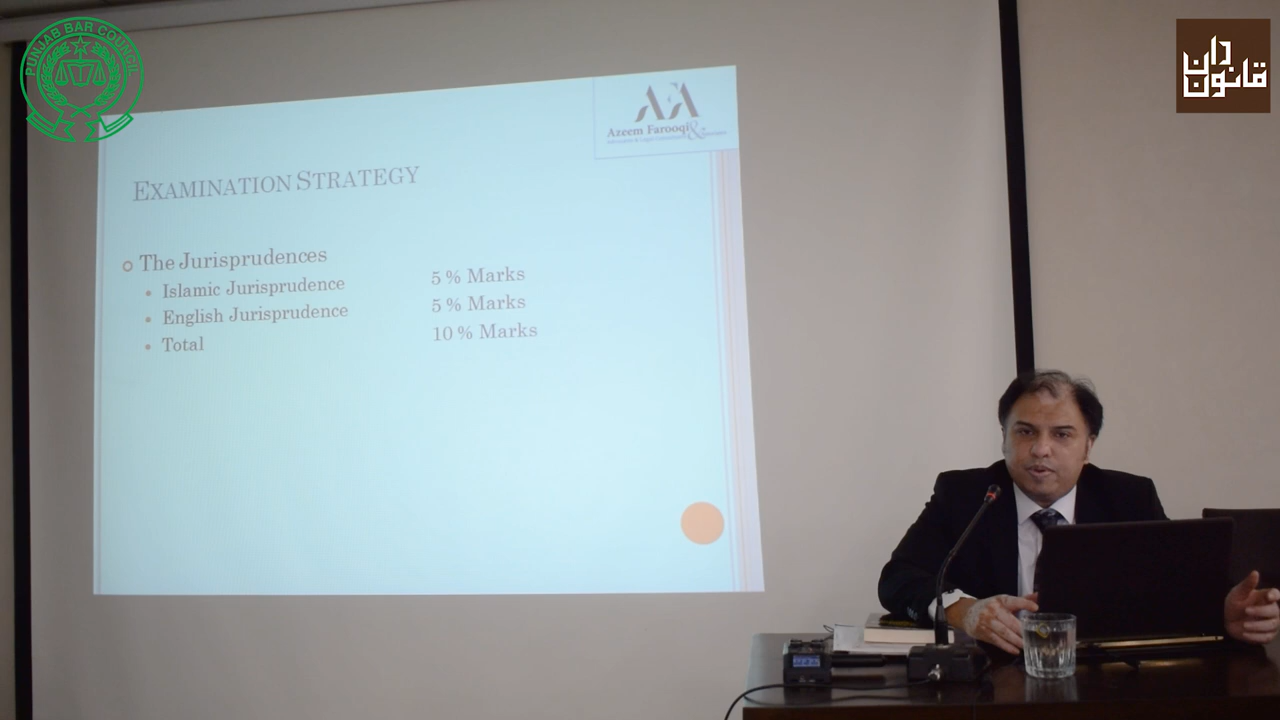 PUNJAB BAR COUNCIL
قانون دان
AFA
Azeem Farooqi &
EXAMINATION STRATEGY
The Jurisprudences
Islamic Jurisprudence 5 % Marks
English Jurisprudence 5 % Marks
Total 10 % Marks